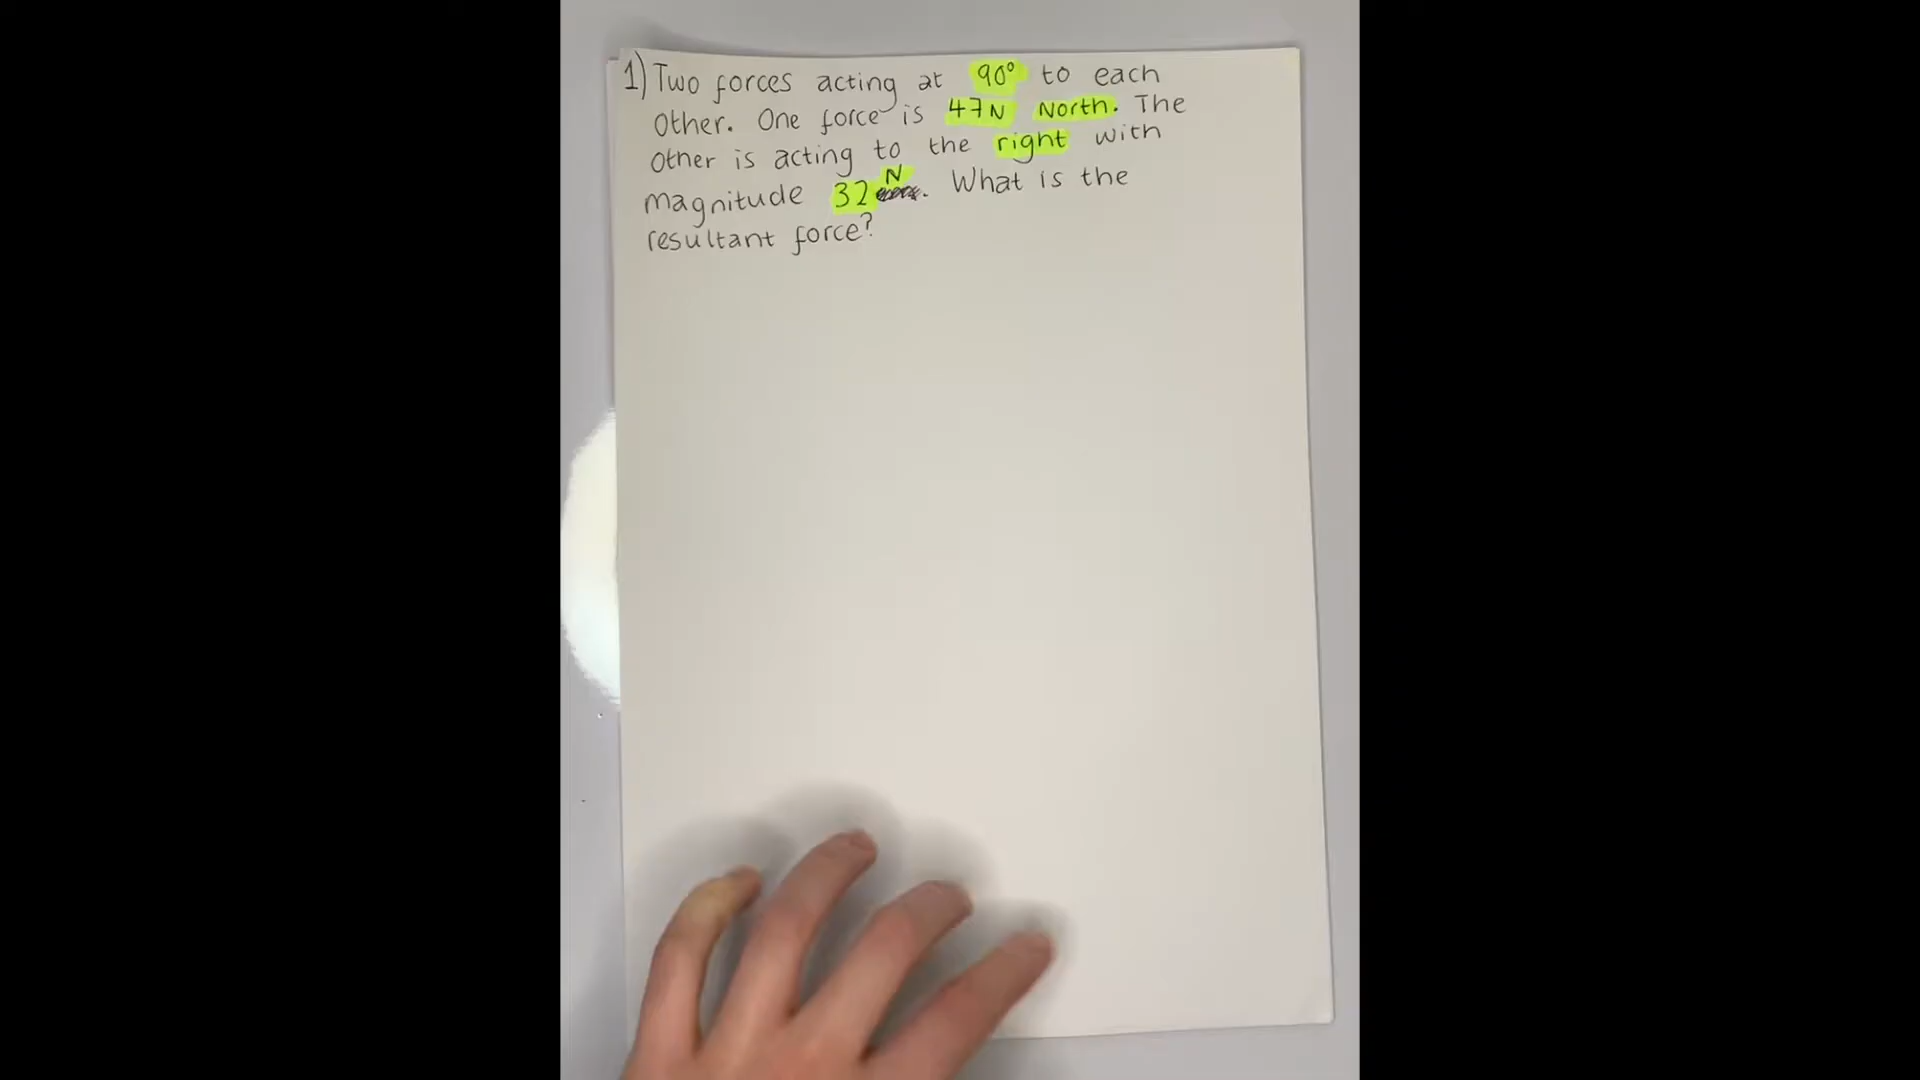 1) Two forces acting at 90° to each
other. One force is 47N North. The
other is acting to the right with
magnitude 32N. What is the
resultant force?